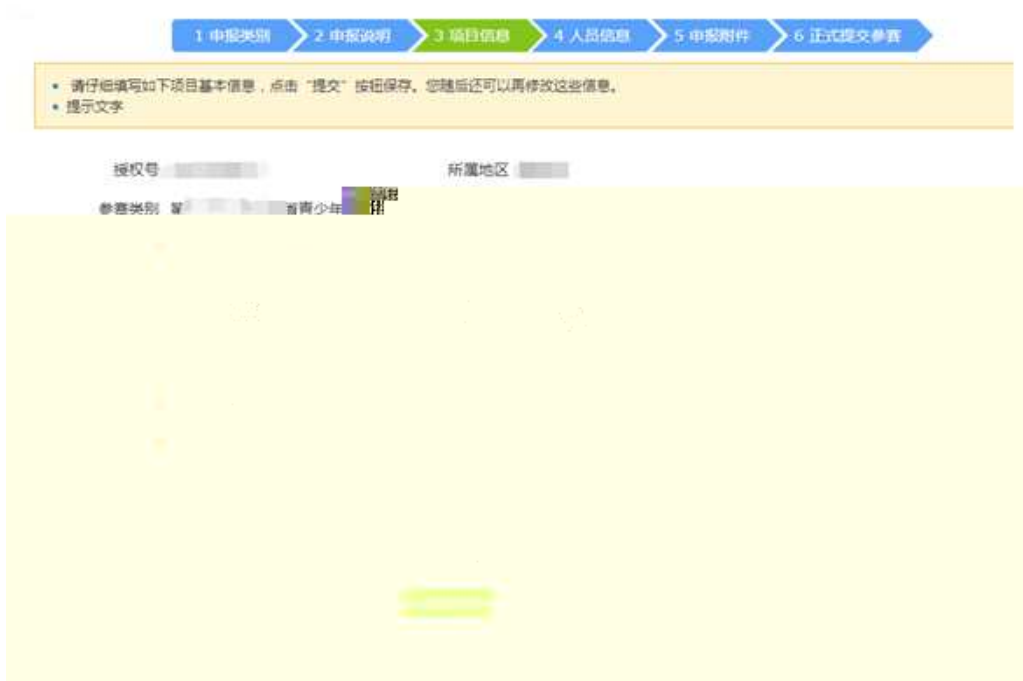 1 申报类别 2 申报说明 3 项目信息 4 人员信息 5 申报附件 6 正式提交参赛
请仔细填写如下项目基本信息，点击“提交”按钮保存。您随后还可以再修改这些信息。
提示文字
授权号 所属地区
参赛类别 第 省青少年